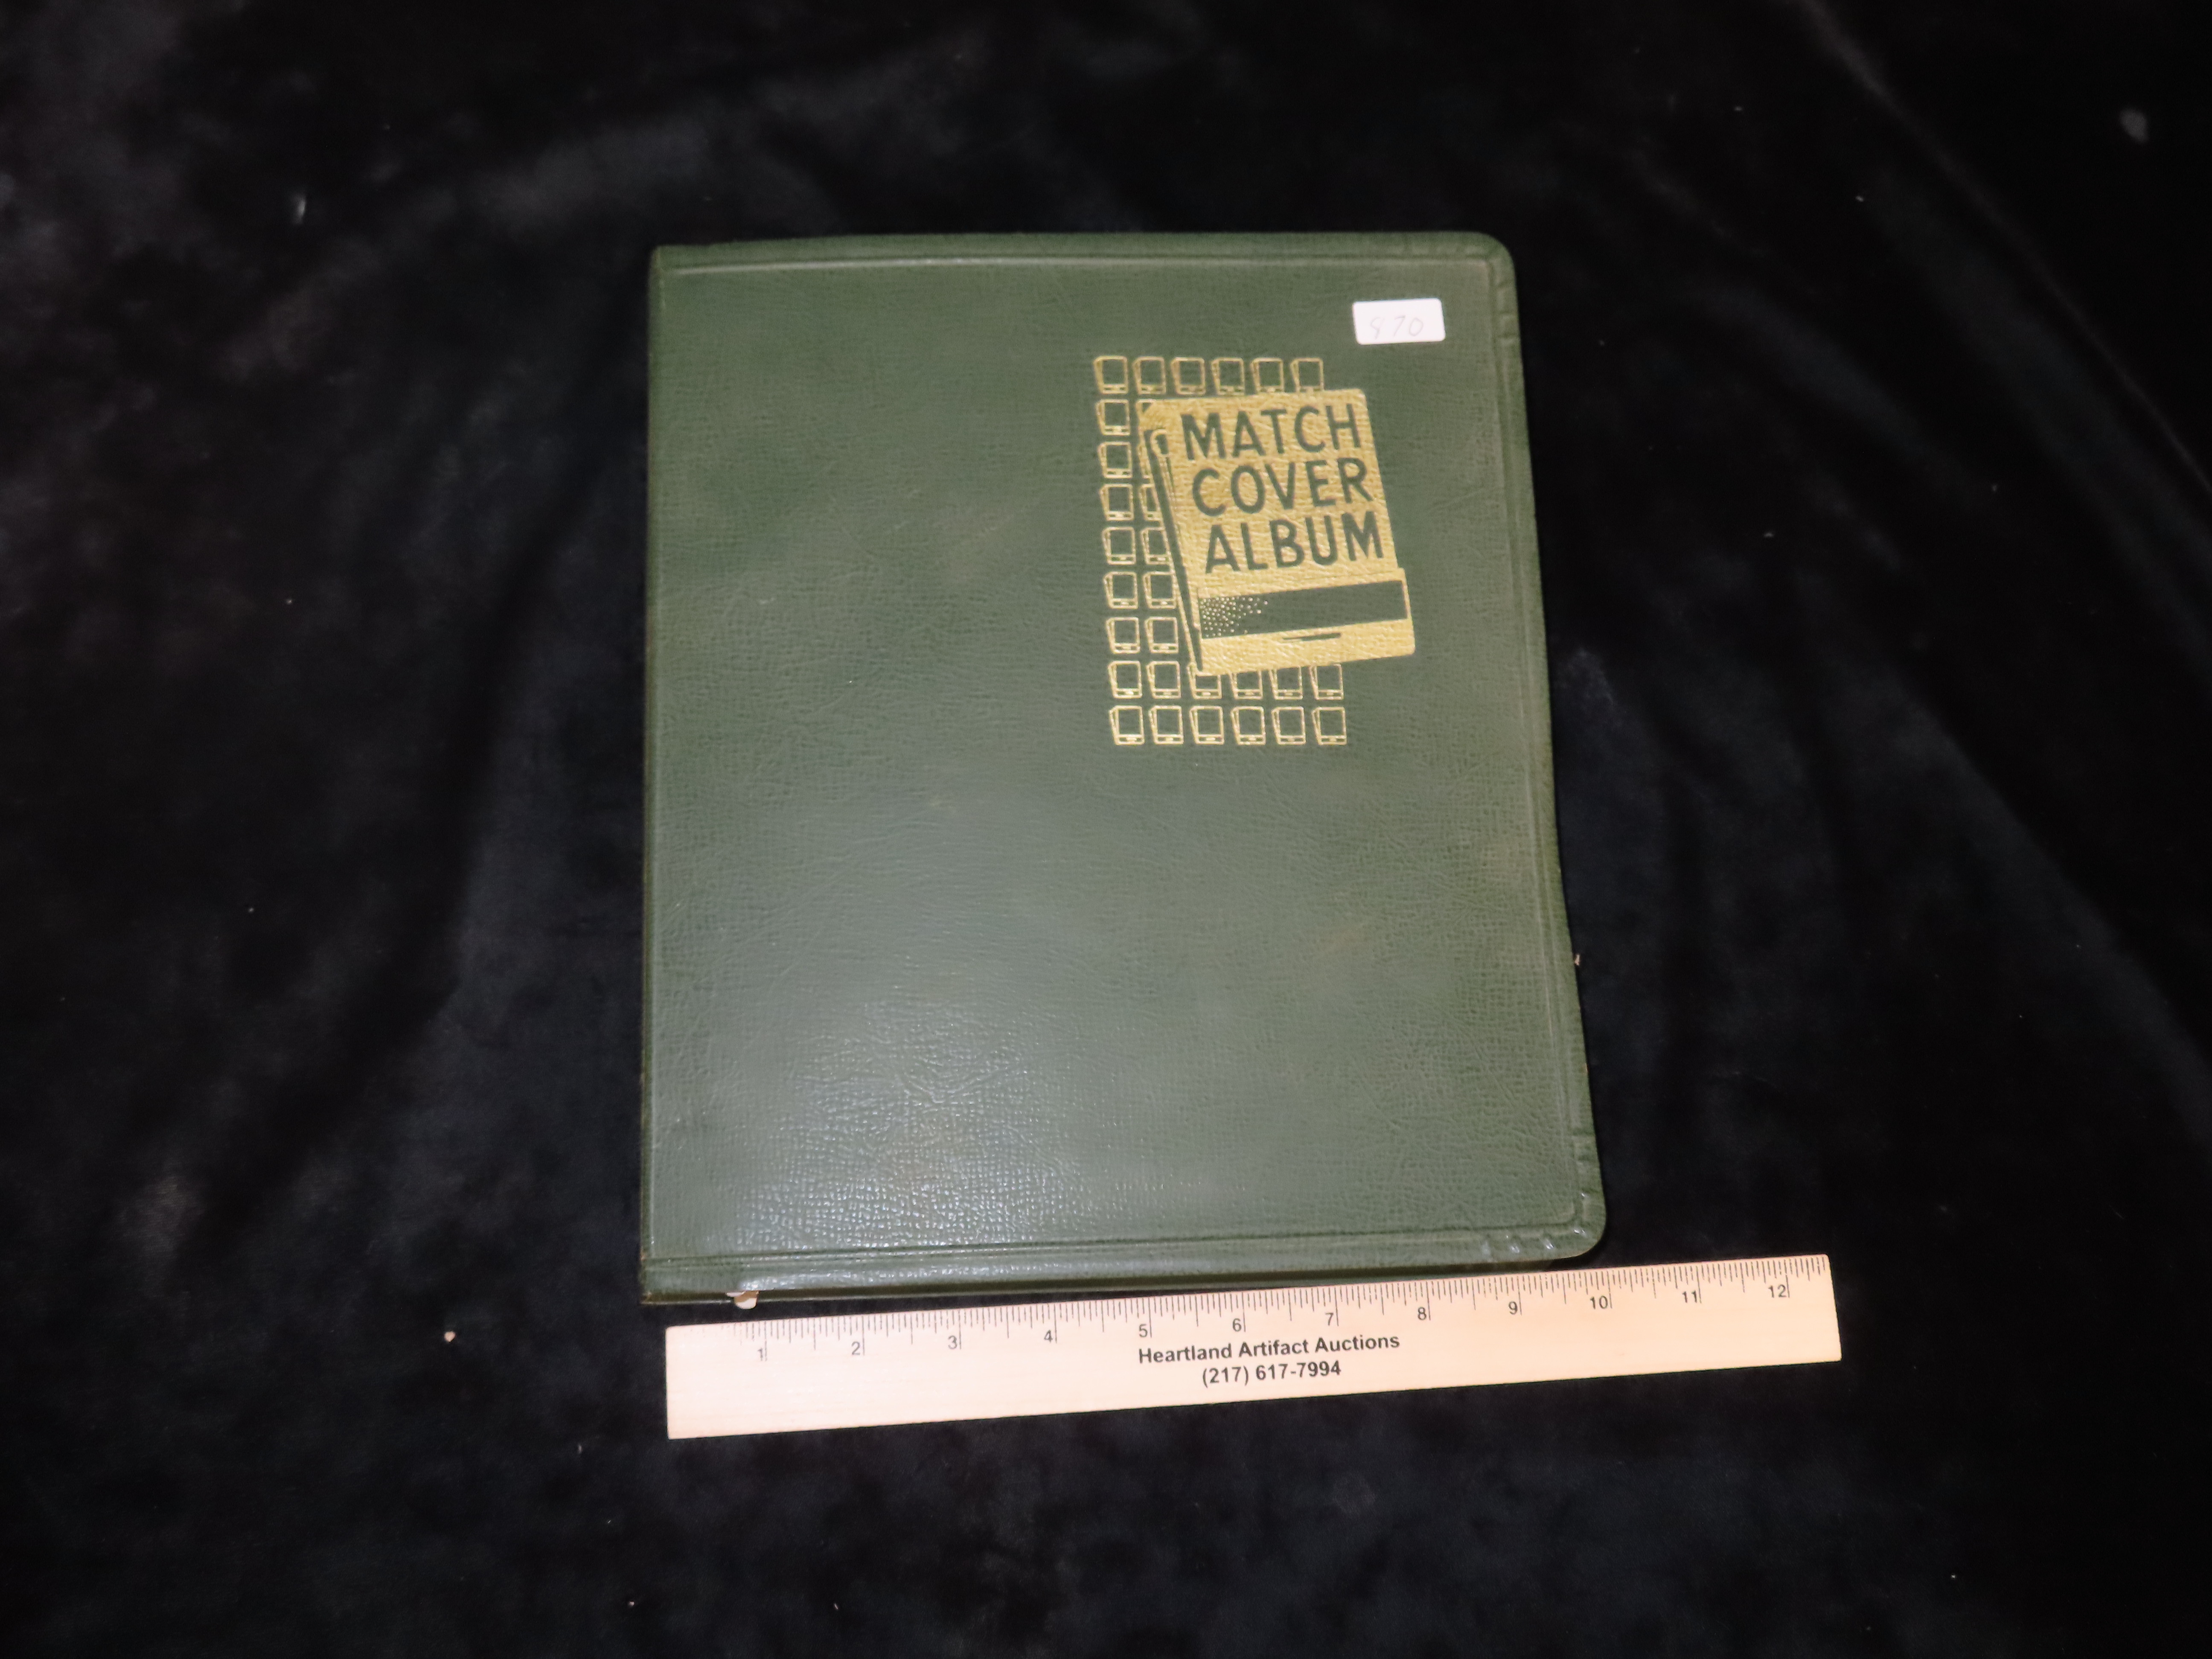 970
MATCH
COVER
ALBUM
1 2 3 4 5 6 7 8 9 10 11 12
Heartland Artifact Auctions
(217) 617-7994